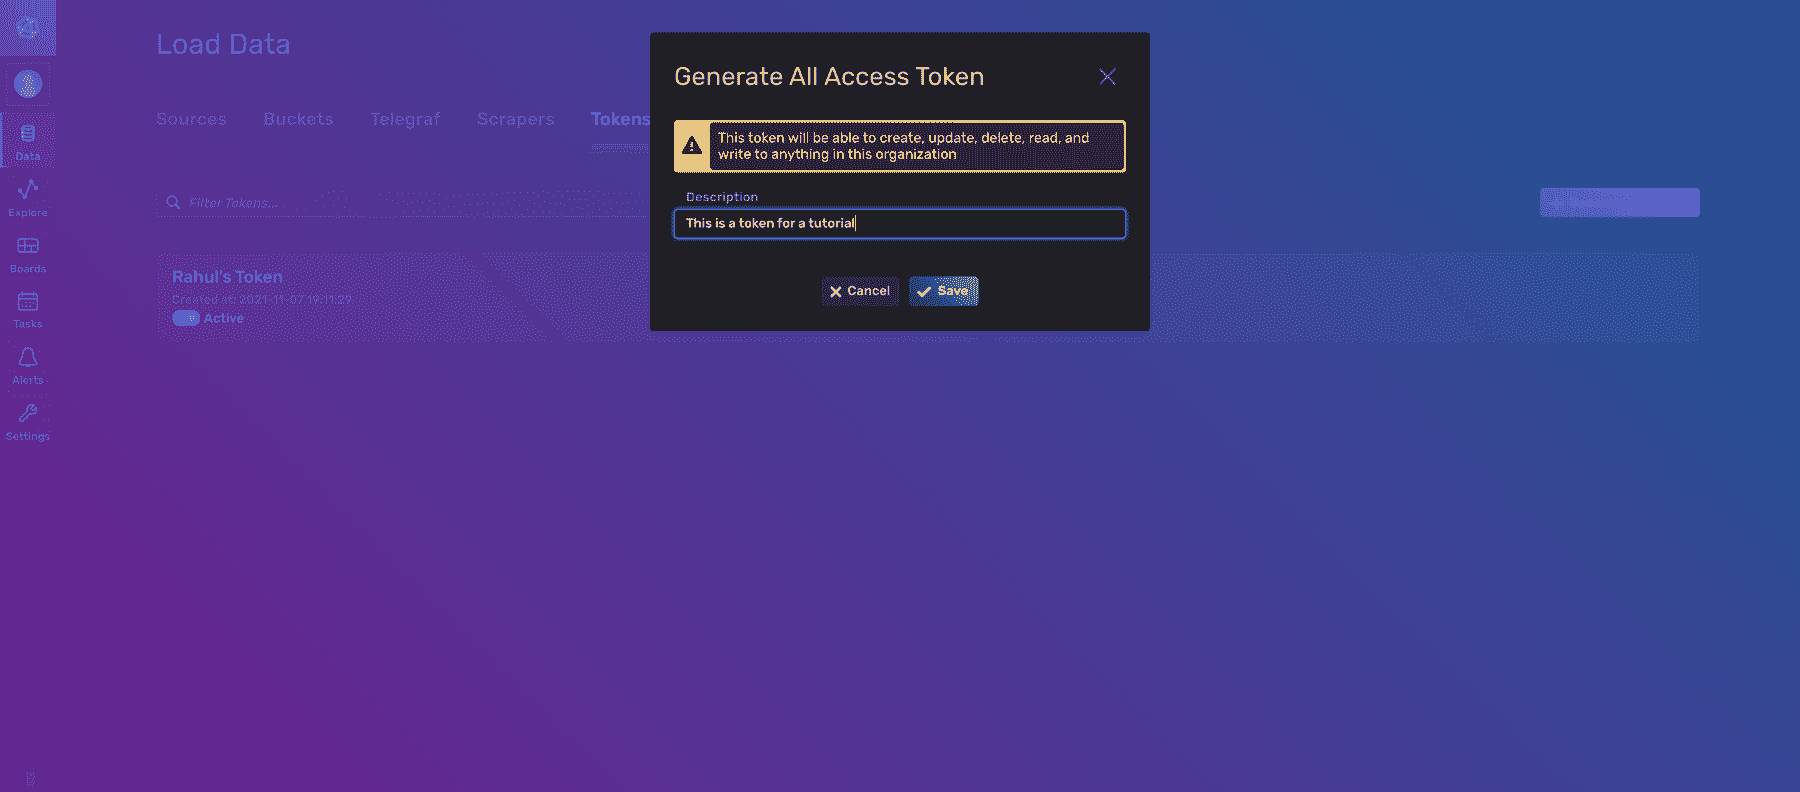 Load Data
Sources Buckets Telegraf Scrapers Tokens
Filter Tokens...
Rahul's Token
Created at: 2021-11-07 19:11:29
Active
Data
Explore
Boards
Tasks
Alerts
Settings
Generate All Access Token
This token will be able to create, update, delete, read, and
write to anything in this organization
Description
This is a token for a tutorial
Cancel Save